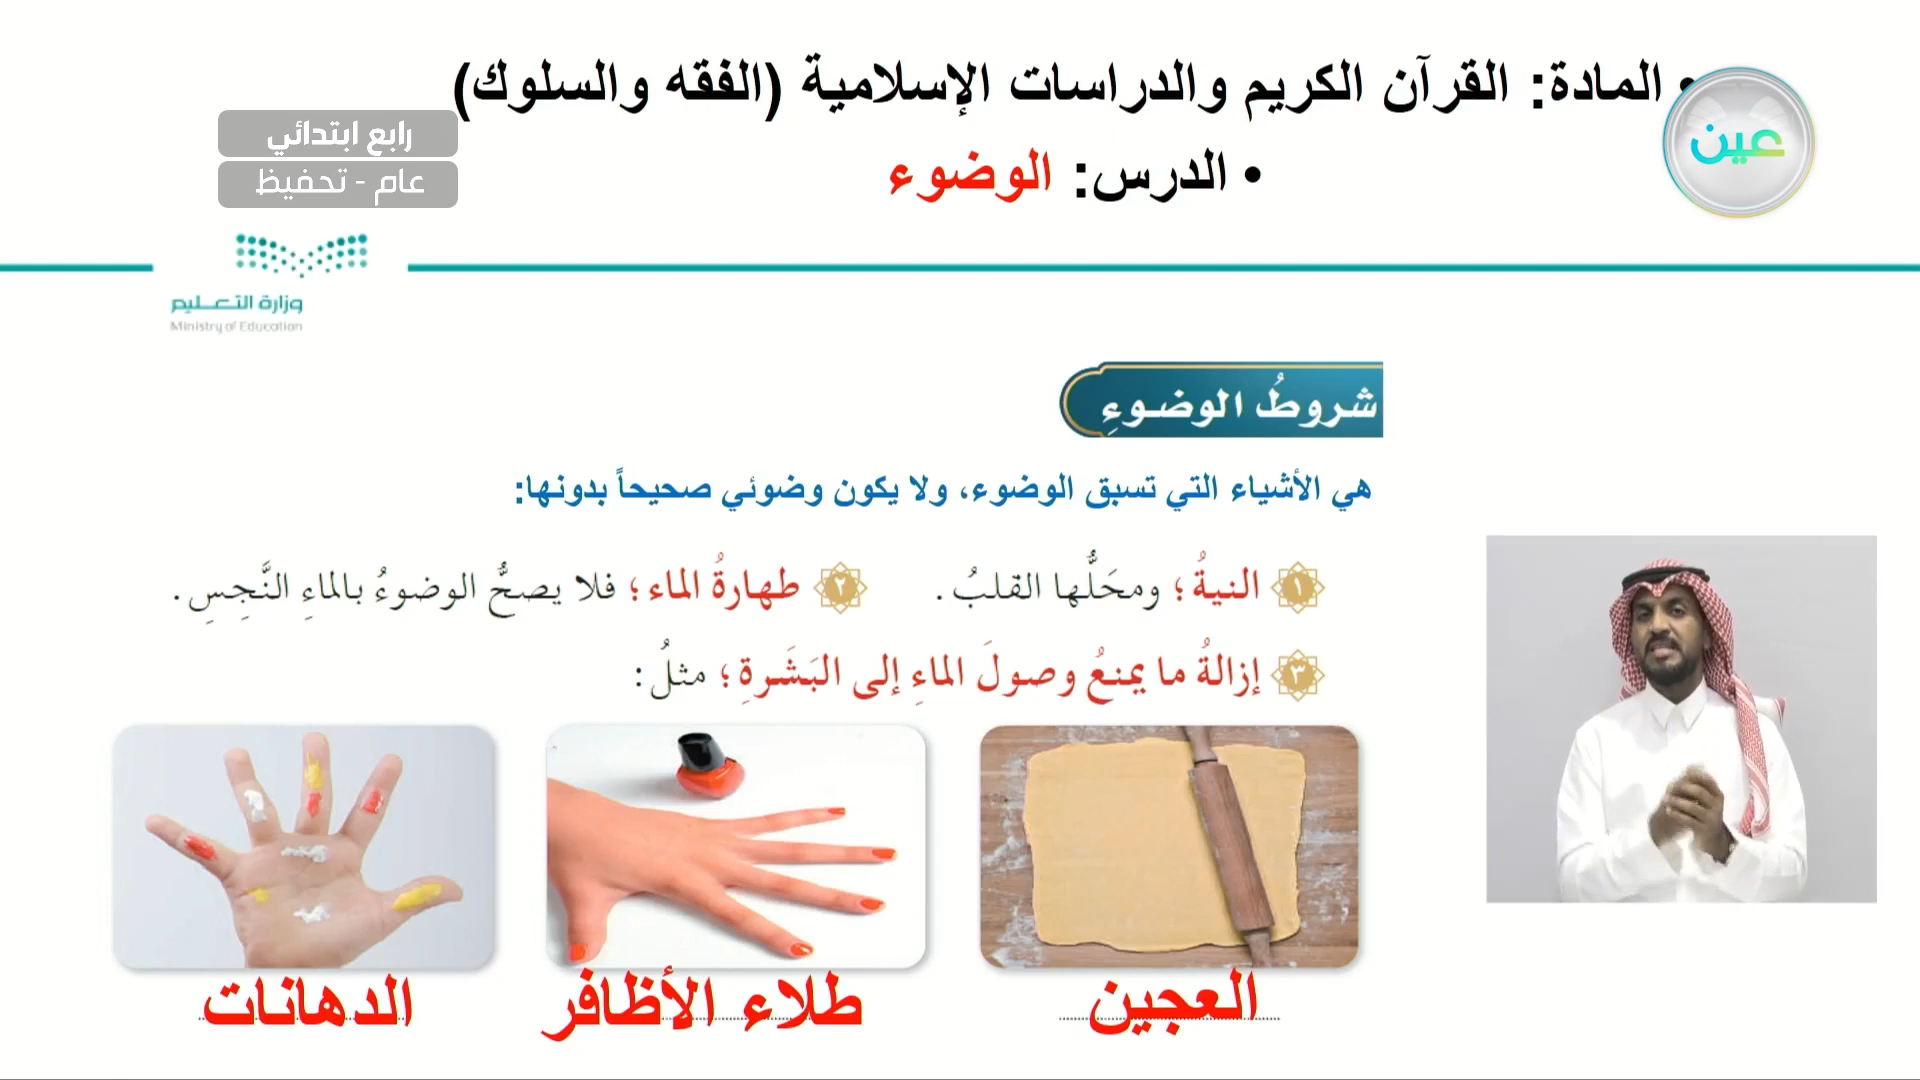 • المادة: القرآن الكريم والدراسات الإسلامية (الفقه والسلوك)
عين
رابع ابتدائي
• الدرس: الوضوء
عام - تحفيظ
وزارة التعليم
Ministry of Education
شروطُ الوضوءِ
هي الأشياء التي تسبق الوضوء، ولا يكون وضوئي صحيحاً بدونها:
١ النيةُ؛ ومحَلُّها القلبُ. ٢ طهارةُ الماء؛ فلا يصحُّ الوضوءُ بالماءِ النَّجِسِ.
٣ إزالةُ ما يمنعُ وصولَ الماءِ إلى البَشَرةِ؛ مثلُ:
العجين طلاء الأظافر الدهانات